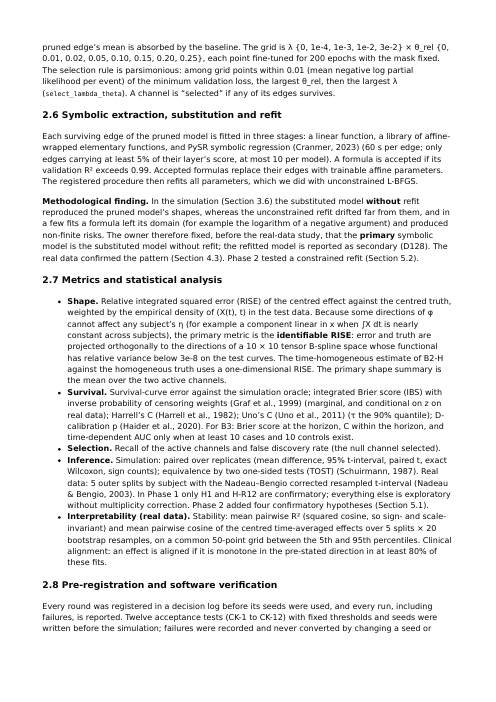 pruned edge’s mean is absorbed by the baseline. The grid is λ {0, 1e-4, 1e-3, 1e-2, 3e-2} × θ_rel {0,
0.01, 0.02, 0.05, 0.10, 0.15, 0.20, 0.25}, each point fine-tuned for 200 epochs with the mask fixed.
The selection rule is parsimonious: among grid points within 0.01 (mean negative log partial
likelihood per event) of the minimum validation loss, the largest θ_rel, then the largest λ
(select_lambda_theta). A channel is “selected” if any of its edges survives.
2.6 Symbolic extraction, substitution and refit
Each surviving edge of the pruned model is fitted in three stages: a linear function, a library of affine-
wrapped elementary functions, and PySR symbolic regression (Cranmer, 2023) (60 s per edge; only
edges carrying at least 5% of their layer’s score, at most 10 per model). A formula is accepted if its
validation R² exceeds 0.99. Accepted formulas replace their edges with trainable affine parameters.
The registered procedure then refits all parameters, which we did with unconstrained L-BFGS.
Methodological finding. In the simulation (Section 3.6) the substituted model without refit
reproduced the pruned model’s shapes, whereas the unconstrained refit drifted far from them, and in
a few fits a formula left its domain (for example the logarithm of a negative argument) and produced
non-finite risks. The owner therefore fixed, before the real-data study, that the primary symbolic
model is the substituted model without refit; the refitted model is reported as secondary (D128). The
real data confirmed the pattern (Section 4.3). Phase 2 tested a constrained refit (Section 5.2).
2.7 Metrics and statistical analysis
• Shape. Relative integrated squared error (RISE) of the centred effect against the centred truth,
weighted by the empirical density of (X(t), t) in the test data. Because some directions of φ
cannot affect any subject’s η (for example a component linear in x when ∫X dt is nearly
constant across subjects), the primary metric is the identifiable RISE: error and truth are
projected orthogonally to the directions of a 10 × 10 tensor B-spline space whose functional
has relative variance below 3e-8 on the test curves. The time-homogeneous estimate of B2-H
against the homogeneous truth uses a one-dimensional RISE. The primary shape summary is
the mean over the two active channels.
• Survival. Survival-curve error against the simulation oracle; integrated Brier score (IBS) with
inverse probability of censoring weights (Graf et al., 1999) (marginal, and conditional on z on
real data); Harrell’s C (Harrell et al., 1982); Uno’s C (Uno et al., 2011) (τ the 90% quantile); D-
calibration p (Haider et al., 2020). For B3: Brier score at the horizon, C within the horizon, and
time-dependent AUC only when at least 10 cases and 10 controls exist.
• Selection. Recall of the active channels and false discovery rate (the null channel selected).
• Inference. Simulation: paired over replicates (mean difference, 95% t-interval, paired t, exact
Wilcoxon, sign counts); equivalence by two one-sided tests (TOST) (Schuirmann, 1987). Real
data: 5 outer splits by subject with the Nadeau–Bengio corrected resampled t-interval (Nadeau
& Bengio, 2003). In Phase 1 only H1 and H-R12 are confirmatory; everything else is exploratory
without multiplicity correction. Phase 2 added four confirmatory hypotheses (Section 5.1).
• Interpretability (real data). Stability: mean pairwise R² (squared cosine, so sign- and scale-
invariant) and mean pairwise cosine of the centred time-averaged effects over 5 splits × 20
bootstrap resamples, on a common 50-point grid between the 5th and 95th percentiles. Clinical
alignment: an effect is aligned if it is monotone in the pre-stated direction in at least 80% of
these fits.
2.8 Pre-registration and software verification
Every round was registered in a decision log before its seeds were used, and every run, including
failures, is reported. Twelve acceptance tests (CK-1 to CK-12) with fixed thresholds and seeds were
written before the simulation; failures were recorded and never converted by changing a seed or